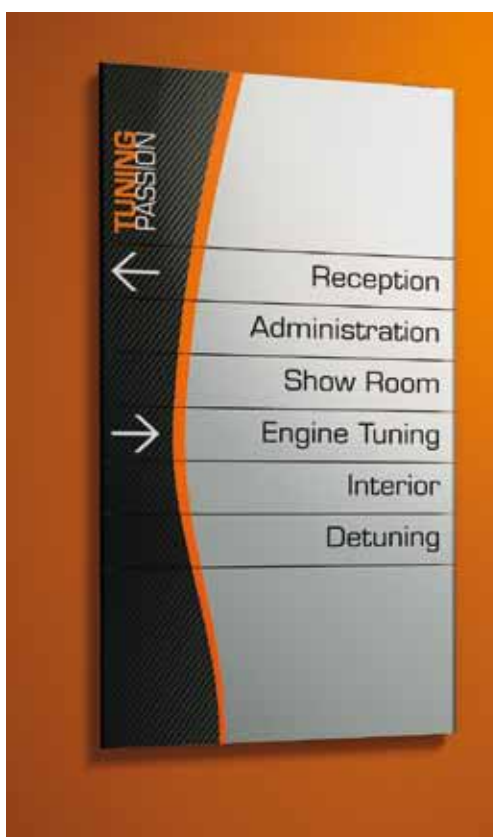 TUNING
PASSION
Reception
Administration
Show Room
Engine Tuning
Interior
Detuning